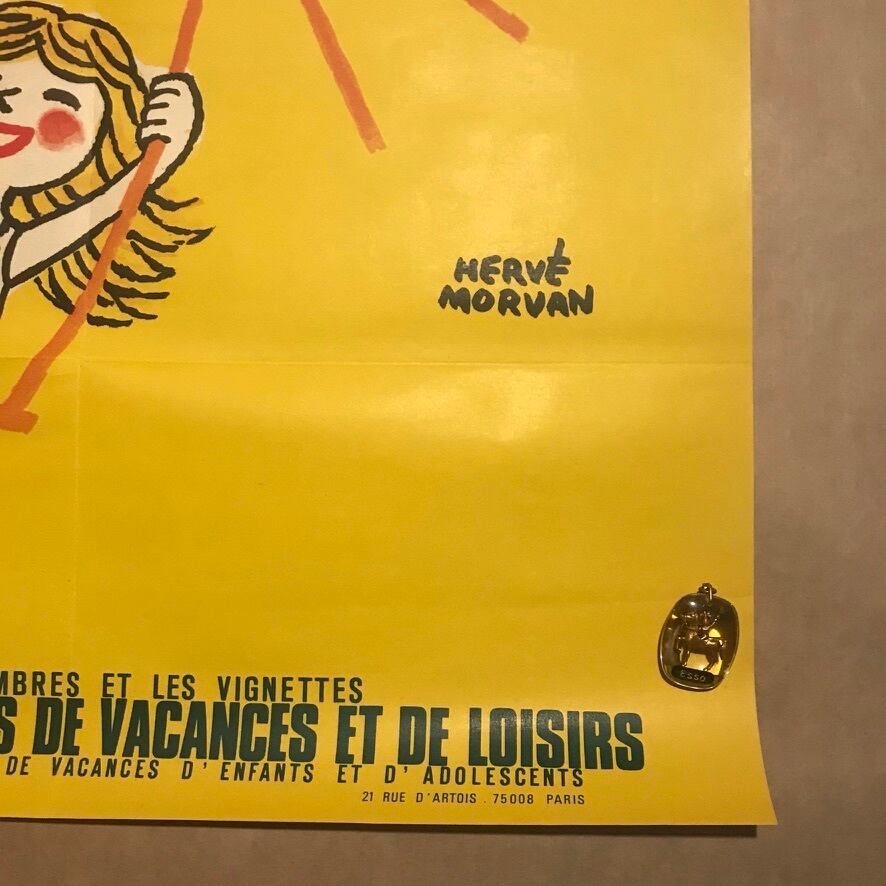 HERVÉ
MORVAN
MBRES ET LES VIGNETTES
S DE VACANCES ET DE LOISIRS
DE VACANCES D'ENFANTS ET D'ADOLESCENTS
21 RUE D'ARTOIS . 75008 PARIS
ESSO